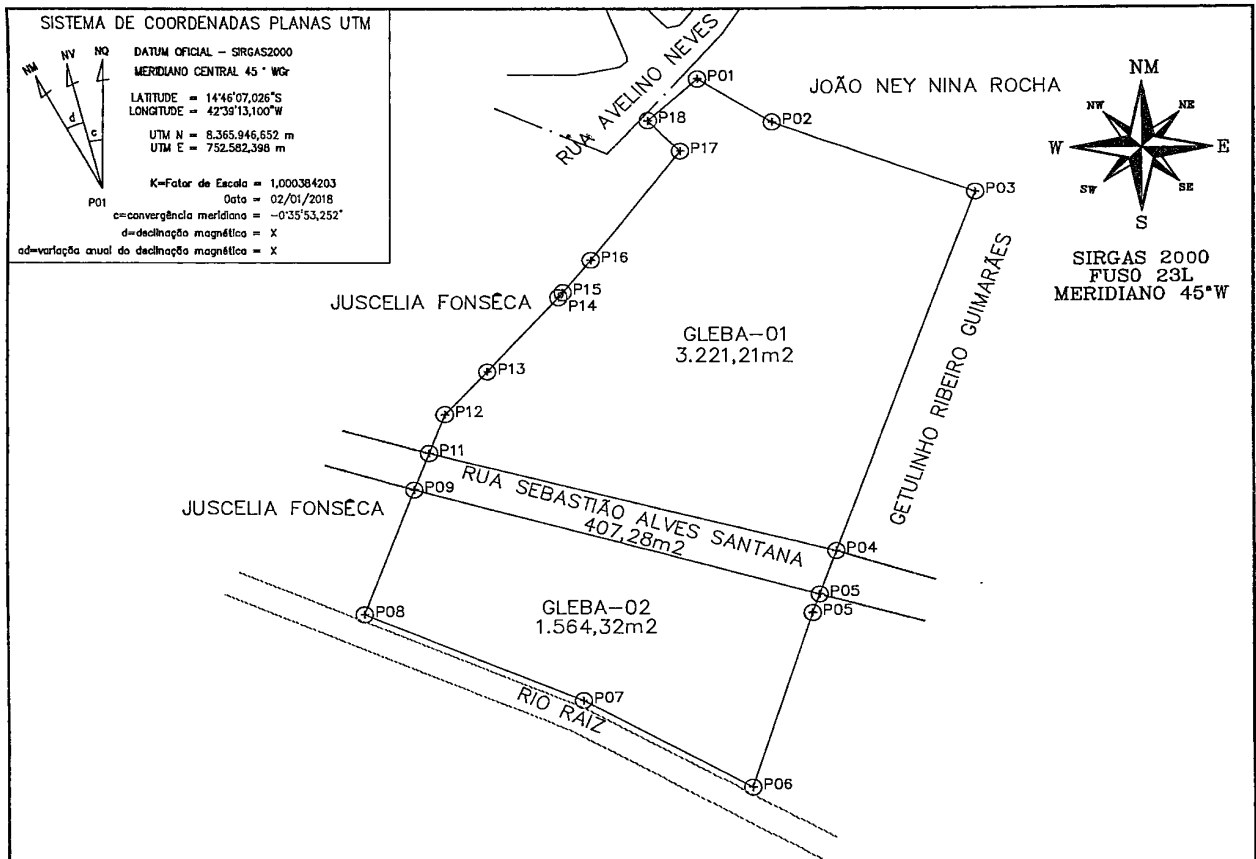 SISTEMA DE COORDENADAS PLANAS UTM
NM
NV
NQ
d
c
P01
DATUM OFICIAL - SIRGAS2000
MERIDIANO CENTRAL 45 ° WGr
LATITUDE = 14°46'07,026"S
LONGITUDE = 42°39'13,100"W
UTM N = 8.365.946,652 m
UTM E = 752.582,398 m
K=Fator de Escala = 1,000384203
Data = 02/01/2018
c=convergência meridiana = -0°35'53,252"
d=declinação magnética = X
ad=variação anual do declinação magnética = X
RUA AVELINO NEVES
P01
JOÃO NEY NINA ROCHA
P02
P18
P17
P03
NM
NW
NE
W
E
SW
SE
S
SIRGAS 2000
FUSO 23L
MERIDIANO 45°W
P16
P15
P14
JUSCELIA FONSÊCA
GLEBA-01
3.221,21m2
GETULINHO RIBEIRO GUIMARÃES
P13
P12
P11
RUA SEBASTIÃO ALVES SANTANA
407,28m2
P09
JUSCELIA FONSÊCA
P04
P05
P05
GLEBA-02
1.564,32m2
P08
P07
RIO RAIZ
P06